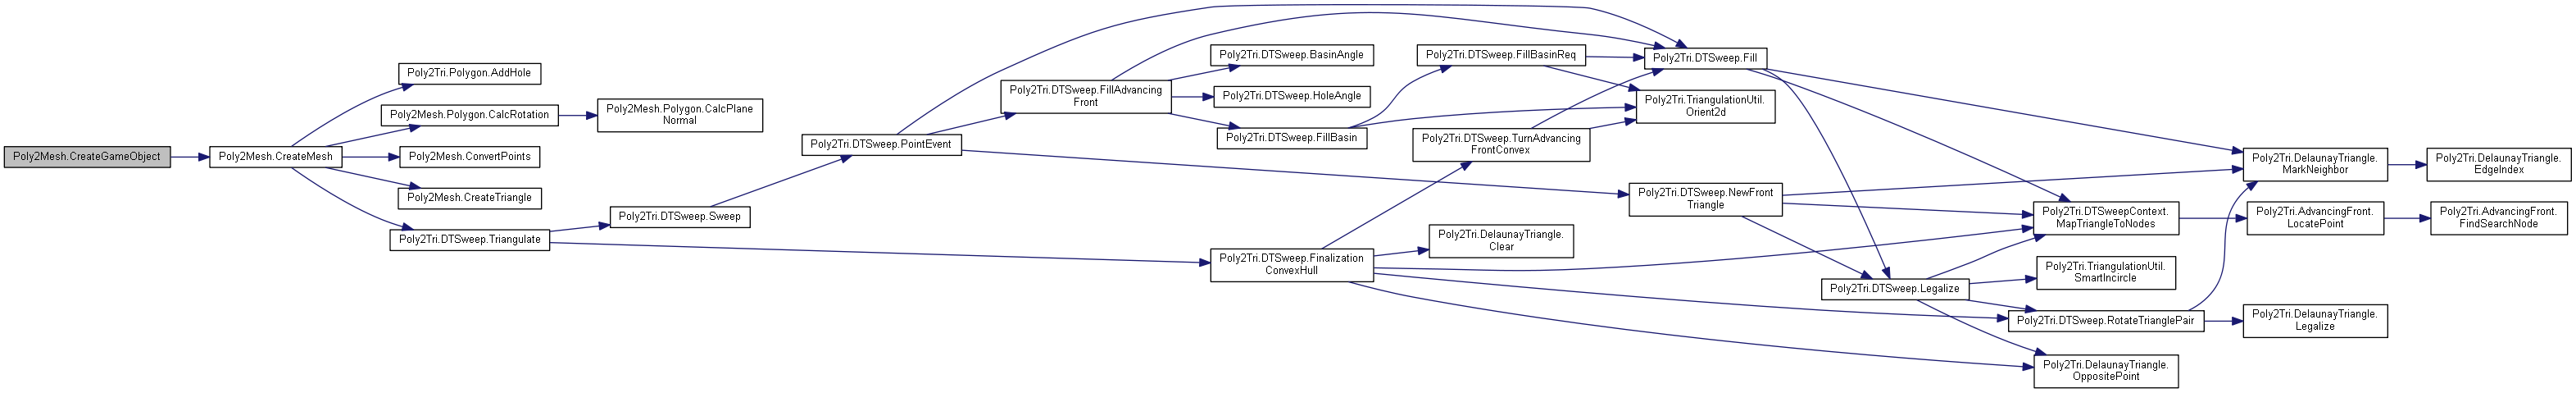 Poly2Mesh.CreateGameObject
Poly2Mesh.CreateMesh
Poly2Tri.Polygon.AddHole
Poly2Mesh.Polygon.CalcRotation
Poly2Mesh.ConvertPoints
Poly2Mesh.CreateTriangle
Poly2Tri.DTSweep.Triangulate
Poly2Mesh.Polygon.CalcPlane
Normal
Poly2Tri.DTSweep.Sweep
Poly2Tri.DTSweep.PointEvent
Poly2Tri.DTSweep.FillAdvancing
Front
Poly2Tri.DTSweep.BasinAngle
Poly2Tri.DTSweep.HoleAngle
Poly2Tri.DTSweep.FillBasin
Poly2Tri.DTSweep.Finalization
ConvexHull
Poly2Tri.DTSweep.FillBasinReq
Poly2Tri.DTSweep.TurnAdvancing
FrontConvex
Poly2Tri.DelaunayTriangle.
Clear
Poly2Tri.DTSweep.Fill
Poly2Tri.TriangulationUtil.
Orient2d
Poly2Tri.DTSweep.NewFront
Triangle
Poly2Tri.DTSweep.Legalize
Poly2Tri.DTSweepContext.
MapTriangleToNodes
Poly2Tri.TriangulationUtil.
SmartIncircle
Poly2Tri.DTSweep.RotateTrianglePair
Poly2Tri.DelaunayTriangle.
OppositePoint
Poly2Tri.DelaunayTriangle.
MarkNeighbor
Poly2Tri.AdvancingFront.
LocatePoint
Poly2Tri.DelaunayTriangle.
Legalize
Poly2Tri.DelaunayTriangle.
EdgeIndex
Poly2Tri.AdvancingFront.
FindSearchNode